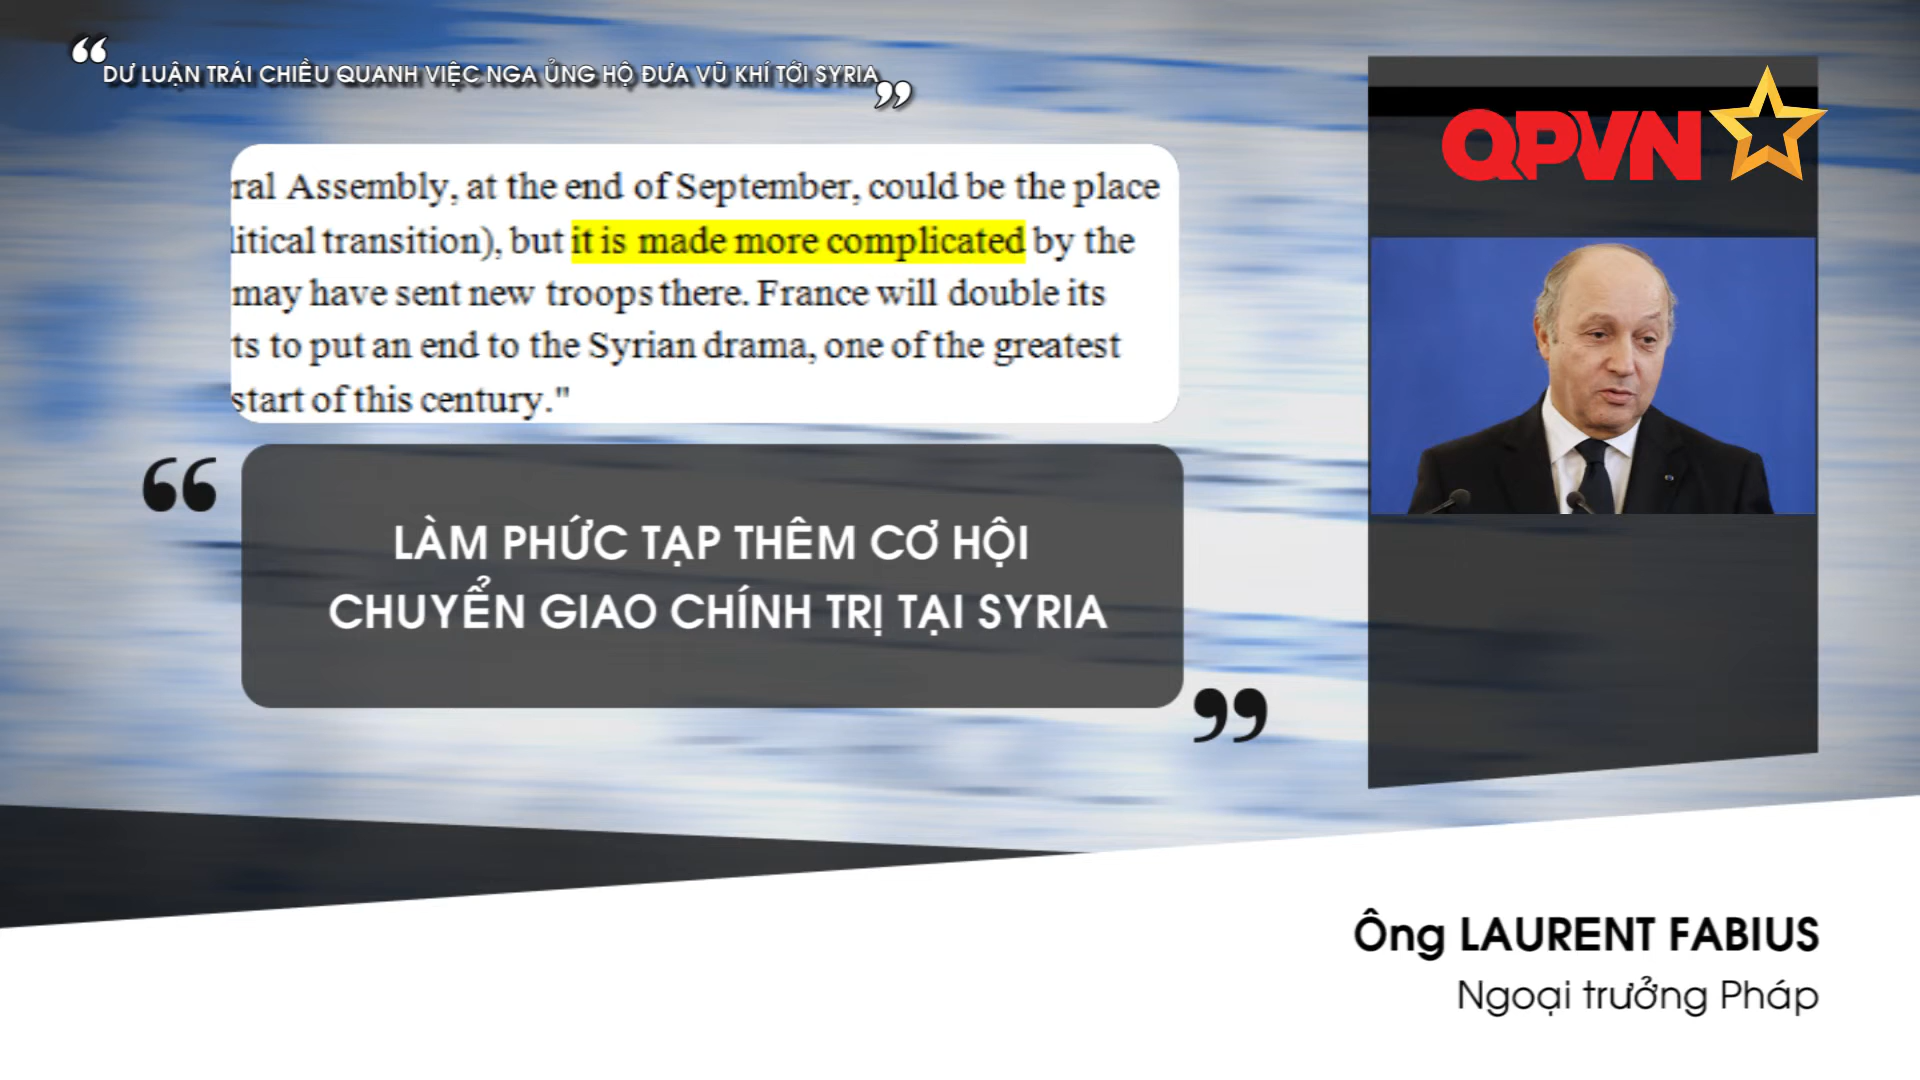 “DƯ LUẬN TRÁI CHIỀU QUANH VIỆC NGA ỦNG HỘ ĐƯA VŨ KHÍ TỚI SYRIA”
QPVN
ral Assembly, at the end of September, could be the place
litical transition), but it is made more complicated by the
may have sent new troops there. France will double its
ts to put an end to the Syrian drama, one of the greatest
start of this century."
“LÀM PHỨC TẠP THÊM CƠ HỘI
CHUYỂN GIAO CHÍNH TRỊ TẠI SYRIA”
Ông LAURENT FABIUS
Ngoại trưởng Pháp